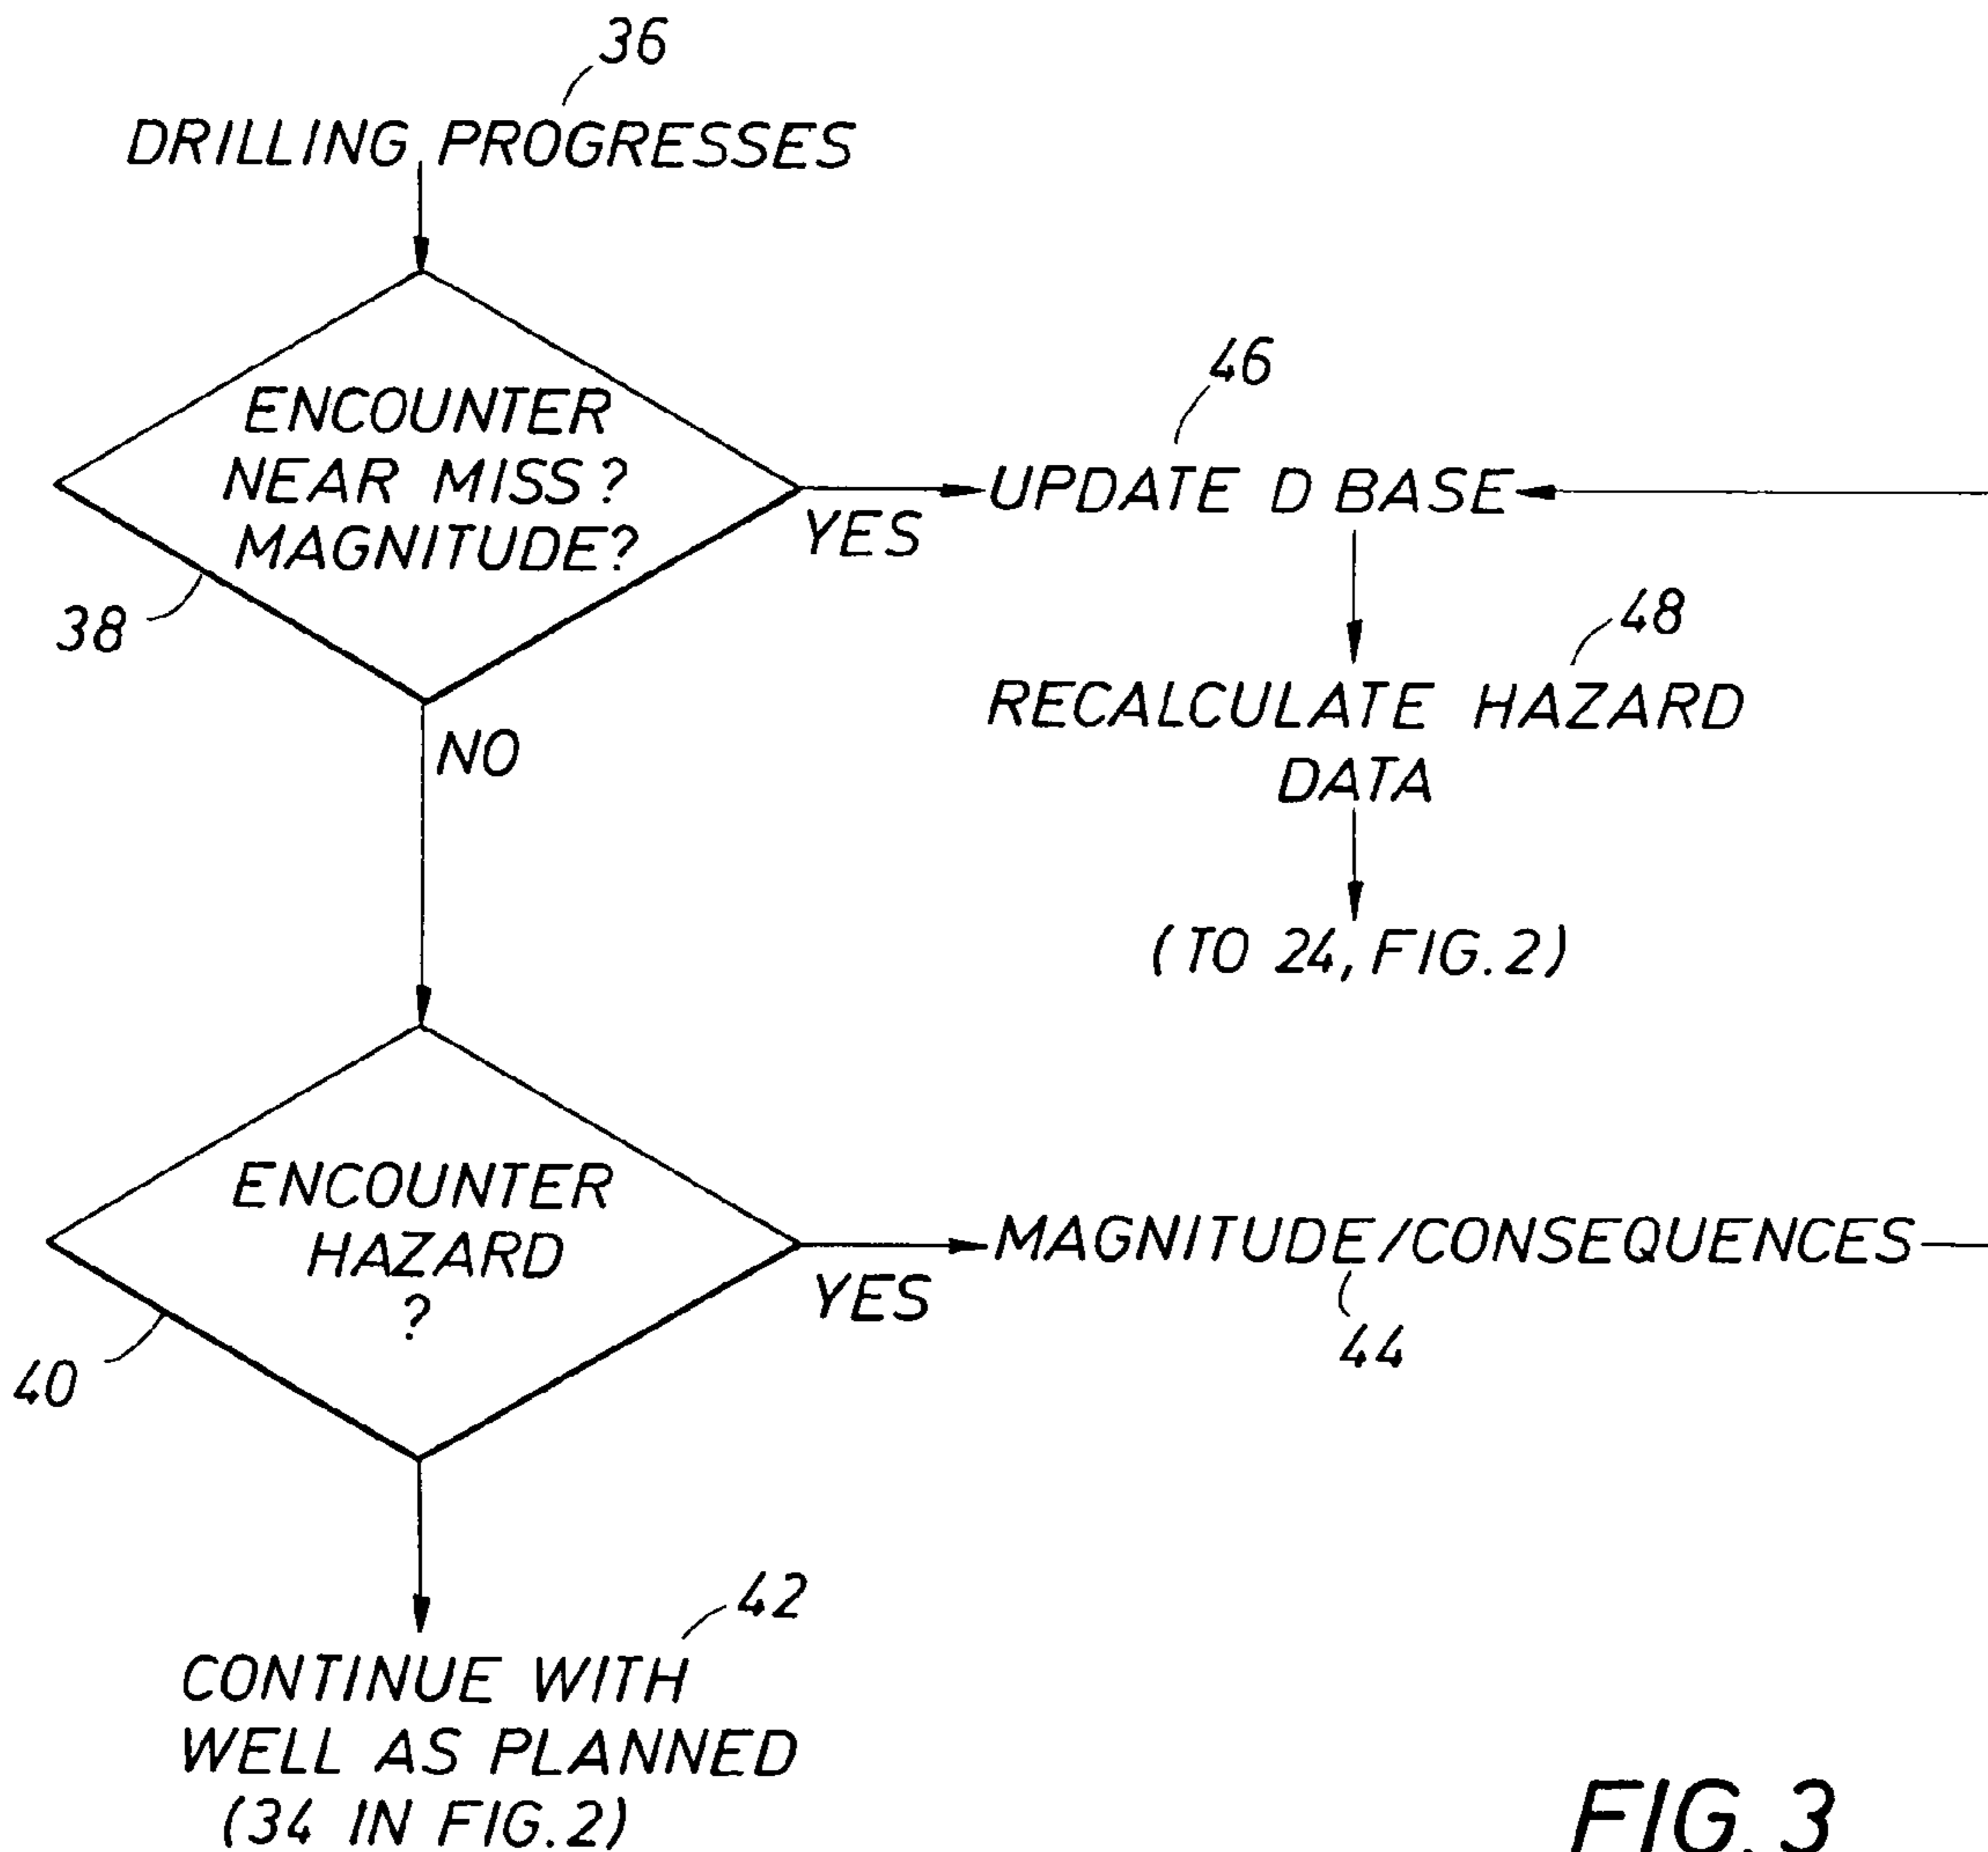 36
DRILLING PROGRESSES
ENCOUNTER
NEAR MISS?
MAGNITUDE?
38
YES
NO
46
UPDATE D BASE
48
RECALCULATE HAZARD
DATA
(TO 24, FIG. 2)
ENCOUNTER
HAZARD
?
40
YES
MAGNITUDE/CONSEQUENCES
44
42
CONTINUE WITH
WELL AS PLANNED
(34 IN FIG. 2)
FIG. 3